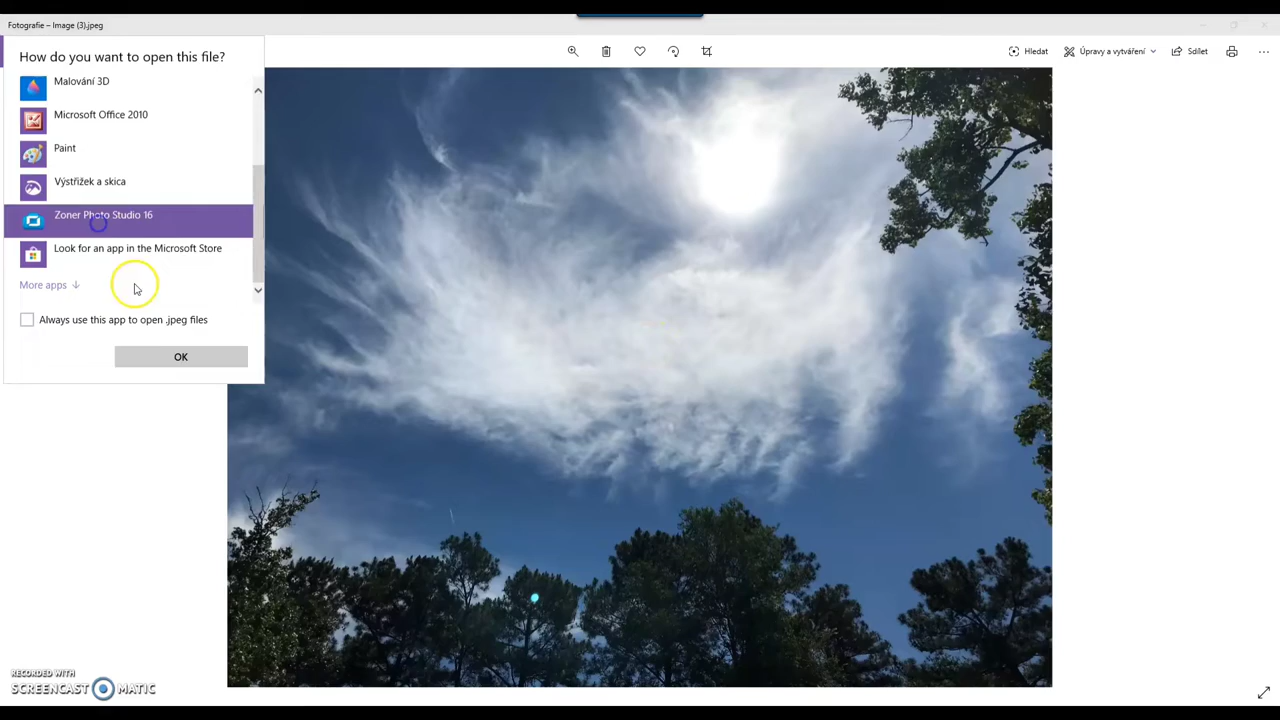 Fotografie – Image (3).jpeg
How do you want to open this file?
Hledat
Úpravy a vytváření
Sdílet
Malování 3D
Microsoft Office 2010
Paint
Výstřižek a skica
Zoner Photo Studio 16
Look for an app in the Microsoft Store
More apps
Always use this app to open .jpeg files
OK
RECORDED WITH
SCREENCAST MATIC